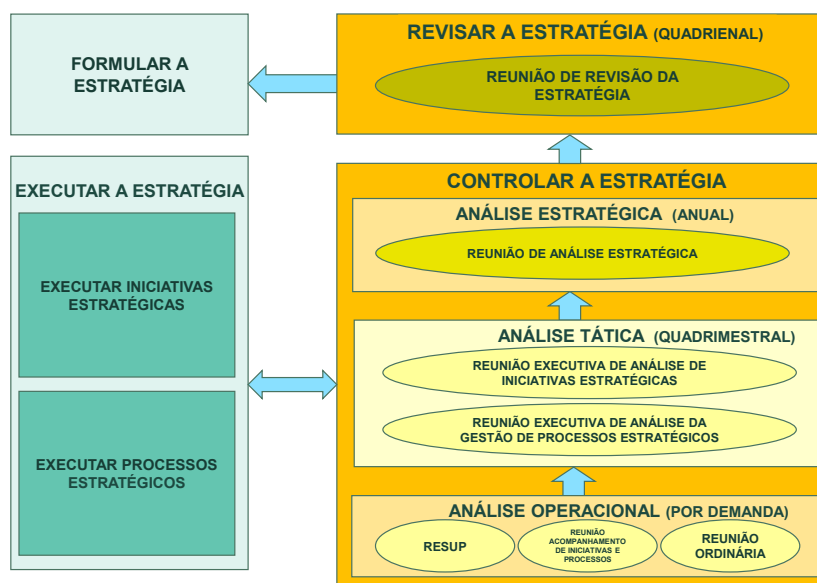 FORMULAR A
ESTRATÉGIA
REVISAR A ESTRATÉGIA (QUADRIENAL)
REUNIÃO DE REVISÃO DA
ESTRATÉGIA
EXECUTAR A ESTRATÉGIA
EXECUTAR INICIATIVAS
ESTRATÉGICAS
EXECUTAR PROCESSOS
ESTRATÉGICOS
CONTROLAR A ESTRATÉGIA
ANÁLISE ESTRATÉGICA (ANUAL)
REUNIÃO DE ANÁLISE ESTRATÉGICA
ANÁLISE TÁTICA (QUADRIMESTRAL)
REUNIÃO EXECUTIVA DE ANÁLISE DE
INICIATIVAS ESTRATÉGICAS
REUNIÃO EXECUTIVA DE ANÁLISE DA
GESTÃO DE PROCESSOS ESTRATÉGICOS
ANÁLISE OPERACIONAL (POR DEMANDA)
RESUP
REUNIÃO
ACOMPANHAMENTO
DE INICIATIVAS E
PROCESSOS
REUNIÃO
ORDINÁRIA